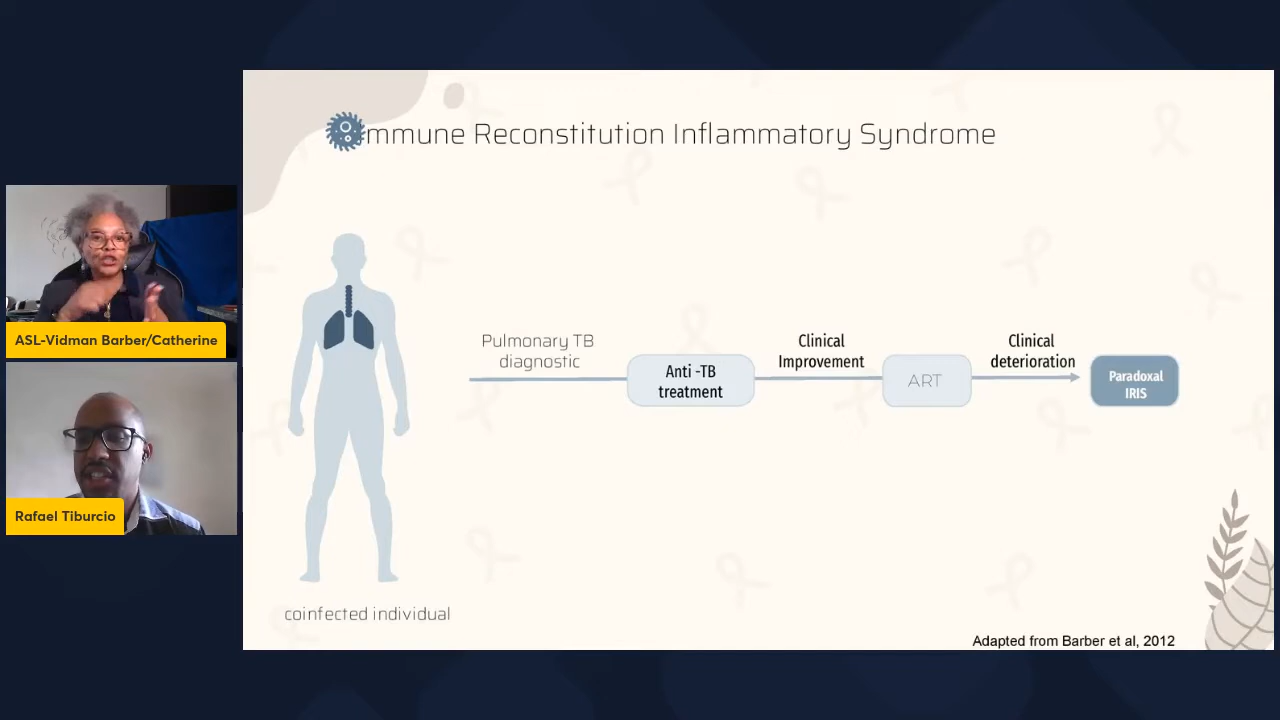 mmune Reconstitution Inflammatory Syndrome
Pulmonary TB
diagnostic
Anti -TB
treatment
Clinical
Improvement
ART
Clinical
deterioration
Paradoxal
IRIS
coinfected individual
Adapted from Barber et al, 2012
ASL-Vidman Barber/Catherine
Rafael Tiburcio